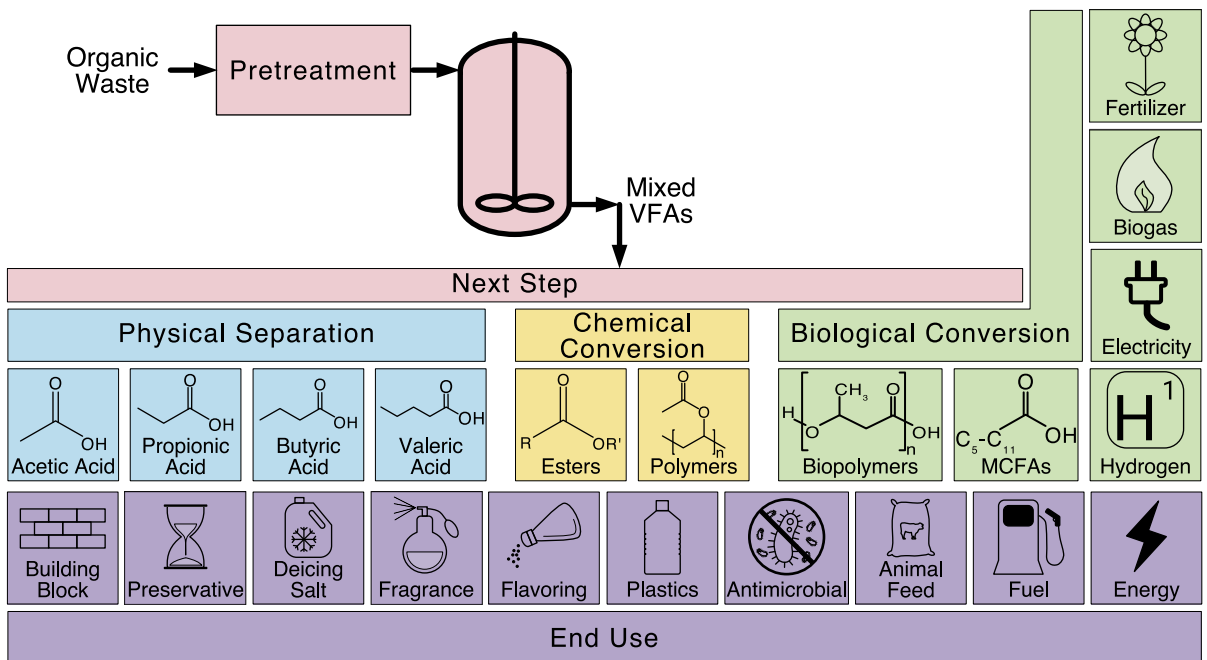 Organic
Waste
Pretreatment
Mixed
VFAs
Next Step
Physical Separation
Chemical
Conversion
Biological Conversion
Fertilizer
Biogas
Electricity
O
OH
Acetic Acid
O
OH
Propionic
Acid
O
OH
Butyric
Acid
O
OH
Valeric
Acid
O
R
OR'
Esters
O
O
n
Polymers
CH3
O
H
O
OH
n
Biopolymers
O
C5-C11
OH
MCFAs
H 1
Hydrogen
Building
Block
Preservative
Deicing
Salt
Fragrance
Flavoring
Plastics
Antimicrobial
Animal
Feed
Fuel
Energy
End Use